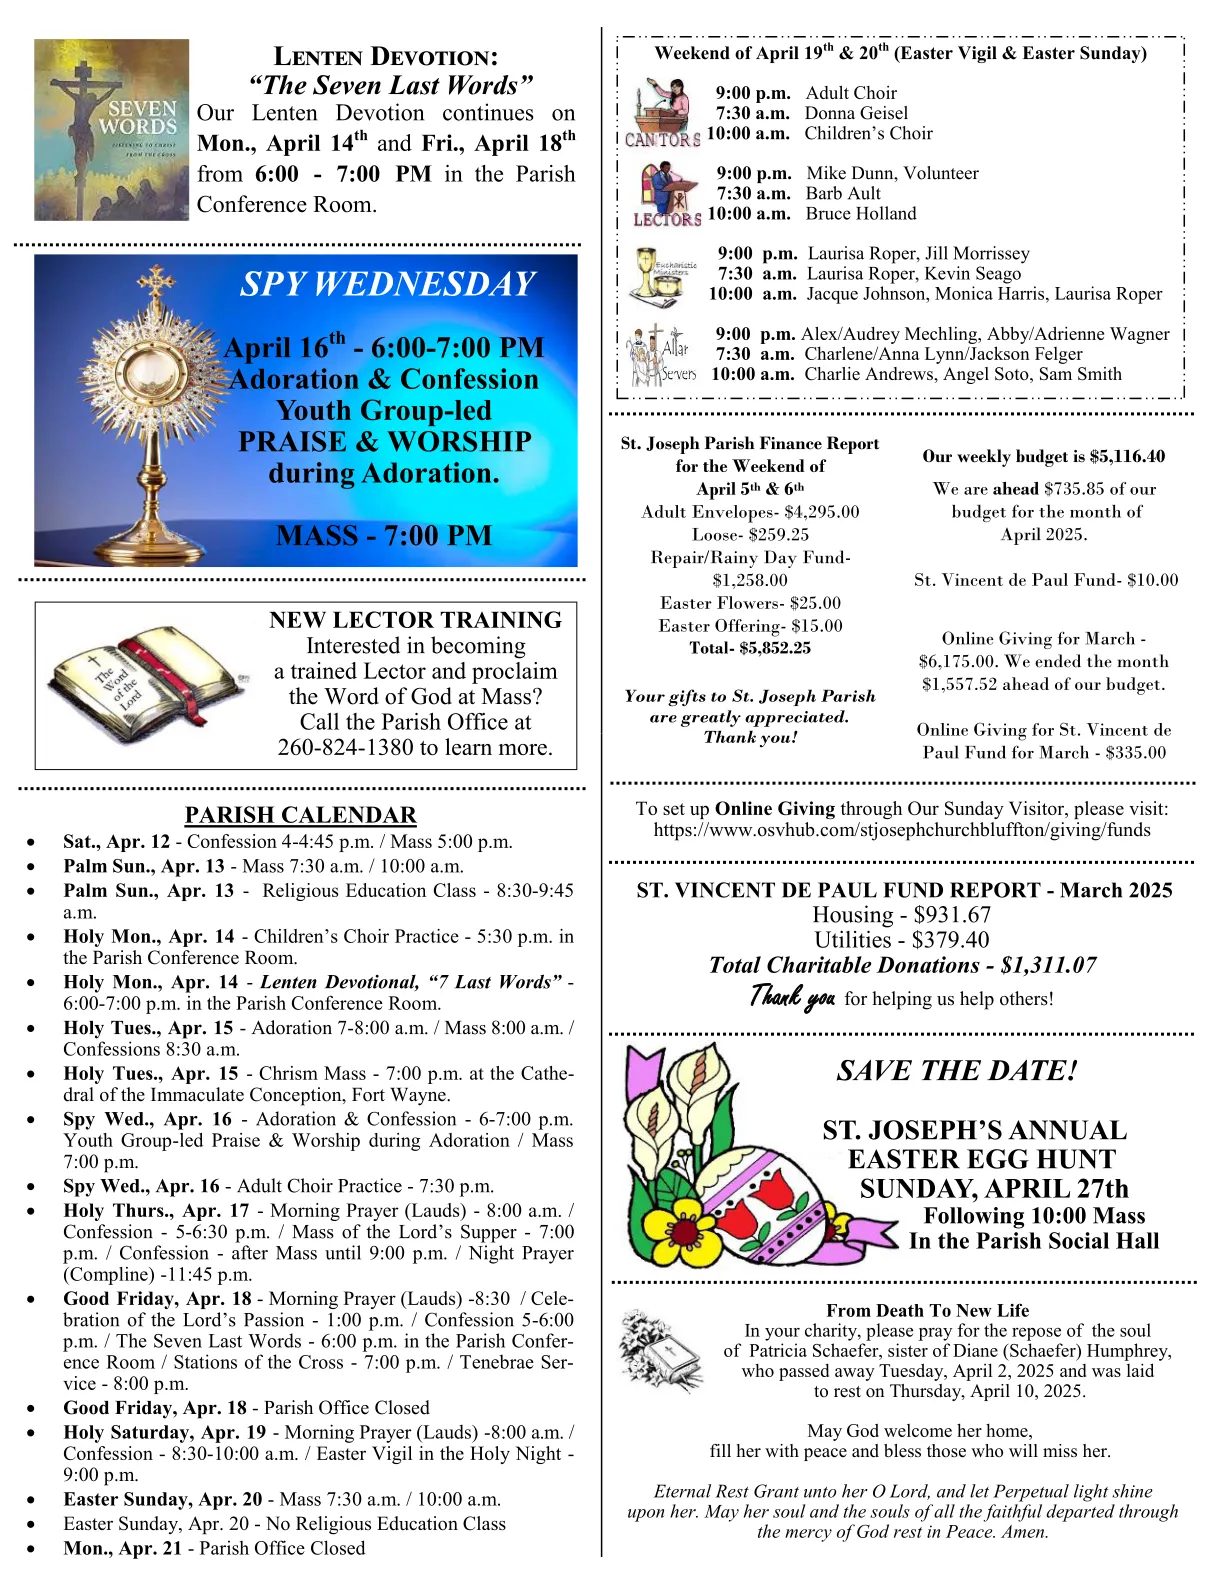 SEVEN
WORDS
LISTENING TO CHRIST
FROM THE CROSS
LENTEN DEVOTION:
“The Seven Last Words”
Our Lenten Devotion continues on
Mon., April 14th and Fri., April 18th
from 6:00 - 7:00 PM in the Parish
Conference Room.
SPY WEDNESDAY
April 16th - 6:00-7:00 PM
Adoration & Confession
Youth Group-led
PRAISE & WORSHIP
during Adoration.
MASS - 7:00 PM
The
Word
of the
Lord
NEW LECTOR TRAINING
Interested in becoming
a trained Lector and proclaim
the Word of God at Mass?
Call the Parish Office at
260-824-1380 to learn more.
PARISH CALENDAR
• Sat., Apr. 12 - Confession 4-4:45 p.m. / Mass 5:00 p.m.
• Palm Sun., Apr. 13 - Mass 7:30 a.m. / 10:00 a.m.
• Palm Sun., Apr. 13 - Religious Education Class - 8:30-9:45
a.m.
• Holy Mon., Apr. 14 - Children’s Choir Practice - 5:30 p.m. in
the Parish Conference Room.
• Holy Mon., Apr. 14 - Lenten Devotional, “7 Last Words” -
6:00-7:00 p.m. in the Parish Conference Room.
• Holy Tues., Apr. 15 - Adoration 7-8:00 a.m. / Mass 8:00 a.m. /
Confessions 8:30 a.m.
• Holy Tues., Apr. 15 - Chrism Mass - 7:00 p.m. at the Cathe-
dral of the Immaculate Conception, Fort Wayne.
• Spy Wed., Apr. 16 - Adoration & Confession - 6-7:00 p.m.
Youth Group-led Praise & Worship during Adoration / Mass
7:00 p.m.
• Spy Wed., Apr. 16 - Adult Choir Practice - 7:30 p.m.
• Holy Thurs., Apr. 17 - Morning Prayer (Lauds) - 8:00 a.m. /
Confession - 5-6:30 p.m. / Mass of the Lord’s Supper - 7:00
p.m. / Confession - after Mass until 9:00 p.m. / Night Prayer
(Compline) -11:45 p.m.
• Good Friday, Apr. 18 - Morning Prayer (Lauds) -8:30 / Cele-
bration of the Lord’s Passion - 1:00 p.m. / Confession 5-6:00
p.m. / The Seven Last Words - 6:00 p.m. in the Parish Confer-
ence Room / Stations of the Cross - 7:00 p.m. / Tenebrae Ser-
vice - 8:00 p.m.
• Good Friday, Apr. 18 - Parish Office Closed
• Holy Saturday, Apr. 19 - Morning Prayer (Lauds) -8:00 a.m. /
Confession - 8:30-10:00 a.m. / Easter Vigil in the Holy Night -
9:00 p.m.
• Easter Sunday, Apr. 20 - Mass 7:30 a.m. / 10:00 a.m.
• Easter Sunday, Apr. 20 - No Religious Education Class
• Mon., Apr. 21 - Parish Office Closed
Weekend of April 19th & 20th (Easter Vigil & Easter Sunday)
CANTORS
9:00 p.m. Adult Choir
7:30 a.m. Donna Geisel
10:00 a.m. Children’s Choir
LECTORS
9:00 p.m. Mike Dunn, Volunteer
7:30 a.m. Barb Ault
10:00 a.m. Bruce Holland
Eucharistic
Ministers
9:00 p.m. Laurisa Roper, Jill Morrissey
7:30 a.m. Laurisa Roper, Kevin Seago
10:00 a.m. Jacque Johnson, Monica Harris, Laurisa Roper
Altar
Servers
9:00 p.m. Alex/Audrey Mechling, Abby/Adrienne Wagner
7:30 a.m. Charlene/Anna Lynn/Jackson Felger
10:00 a.m. Charlie Andrews, Angel Soto, Sam Smith
St. Joseph Parish Finance Report
for the Weekend of
April 5th & 6th
Adult Envelopes- $4,295.00
Loose- $259.25
Repair/Rainy Day Fund-
$1,258.00
Easter Flowers- $25.00
Easter Offering- $15.00
Total- $5,852.25
Your gifts to St. Joseph Parish
are greatly appreciated.
Thank you!
Our weekly budget is $5,116.40
We are ahead $735.85 of our
budget for the month of
April 2025.
St. Vincent de Paul Fund- $10.00
Online Giving for March -
$6,175.00. We ended the month
$1,557.52 ahead of our budget.
Online Giving for St. Vincent de
Paul Fund for March - $335.00
To set up Online Giving through Our Sunday Visitor, please visit:
https://www.osvhub.com/stjosephchurchbluffton/giving/funds
ST. VINCENT DE PAUL FUND REPORT - March 2025
Housing - $931.67
Utilities - $379.40
Total Charitable Donations - $1,311.07
Thank you for helping us help others!
SAVE THE DATE!
ST. JOSEPH’S ANNUAL
EASTER EGG HUNT
SUNDAY, APRIL 27th
Following 10:00 Mass
In the Parish Social Hall
From Death To New Life
In your charity, please pray for the repose of the soul
of Patricia Schaefer, sister of Diane (Schaefer) Humphrey,
who passed away Tuesday, April 2, 2025 and was laid
to rest on Thursday, April 10, 2025.
May God welcome her home,
fill her with peace and bless those who will miss her.
Eternal Rest Grant unto her O Lord, and let Perpetual light shine
upon her. May her soul and the souls of all the faithful departed through
the mercy of God rest in Peace. Amen.